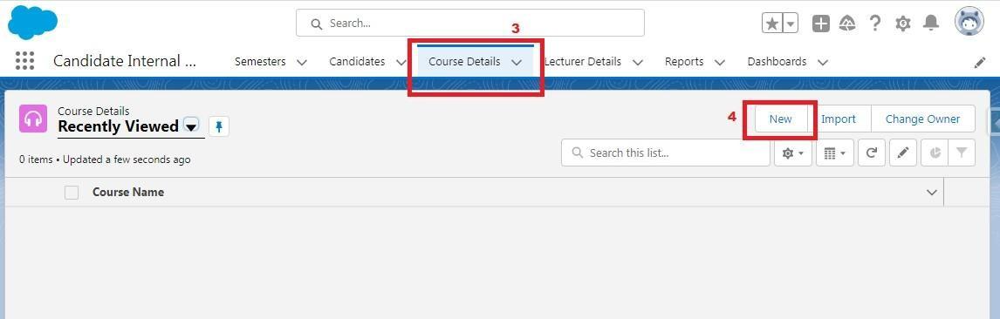 Search...
3
Candidate Internal ... Semesters Candidates Course Details Lecturer Details Reports Dashboards
Course Details
Recently Viewed
4 New Import Change Owner
0 items • Updated a few seconds ago
Search this list...
Course Name